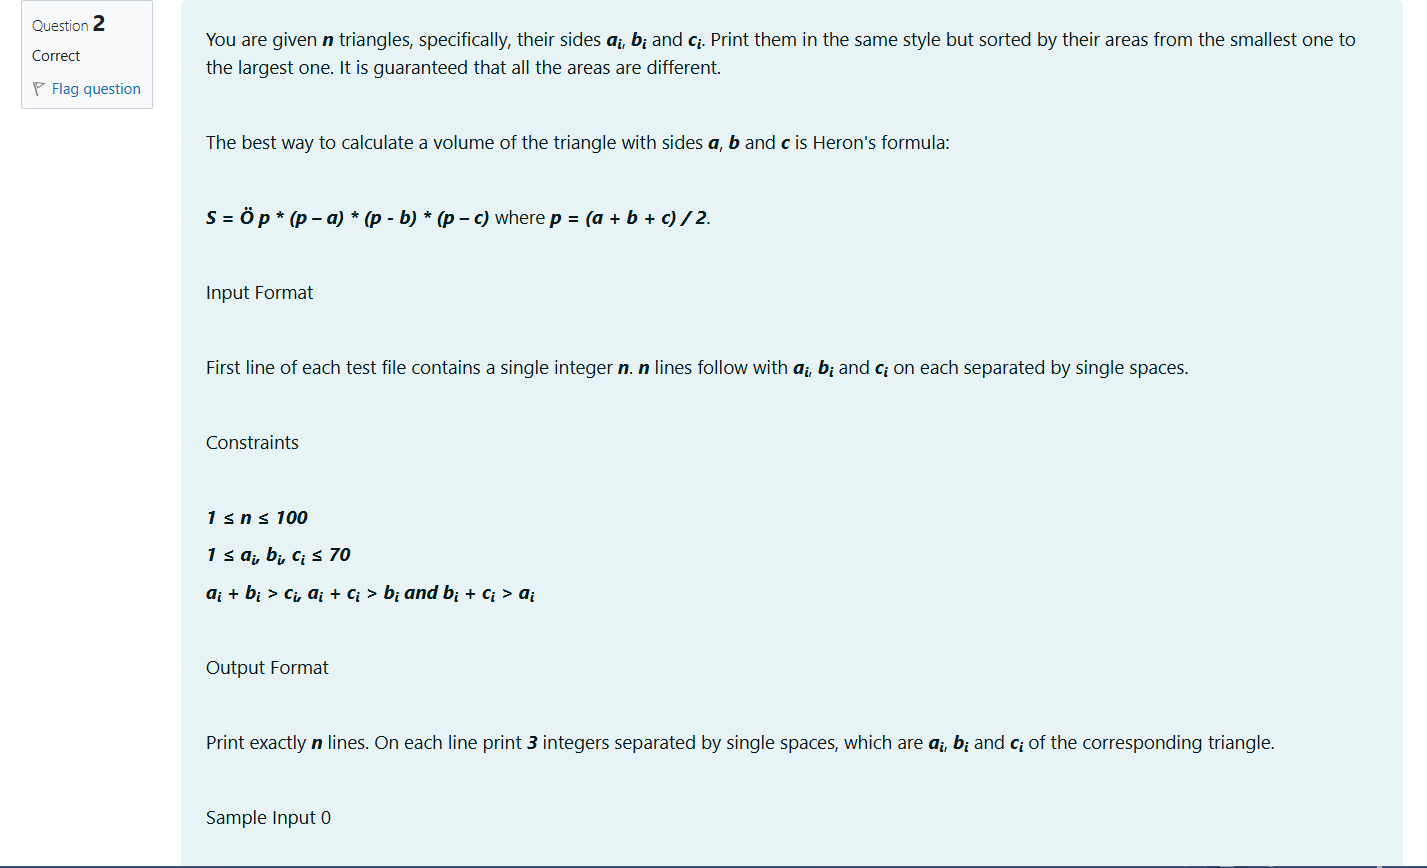 Question 2
Correct
Flag question
You are given n triangles, specifically, their sides aᵢ, bᵢ and cᵢ. Print them in the same style but sorted by their areas from the smallest one to
the largest one. It is guaranteed that all the areas are different.
The best way to calculate a volume of the triangle with sides a, b and c is Heron's formula:
S = Ö p * (p – a) * (p - b) * (p – c) where p = (a + b + c) / 2.
Input Format
First line of each test file contains a single integer n. n lines follow with aᵢ, bᵢ and cᵢ on each separated by single spaces.
Constraints
1 ≤ n ≤ 100
1 ≤ aᵢ, bᵢ, cᵢ ≤ 70
aᵢ + bᵢ > cᵢ, aᵢ + cᵢ > bᵢ and bᵢ + cᵢ > aᵢ
Output Format
Print exactly n lines. On each line print 3 integers separated by single spaces, which are aᵢ, bᵢ and cᵢ of the corresponding triangle.
Sample Input 0